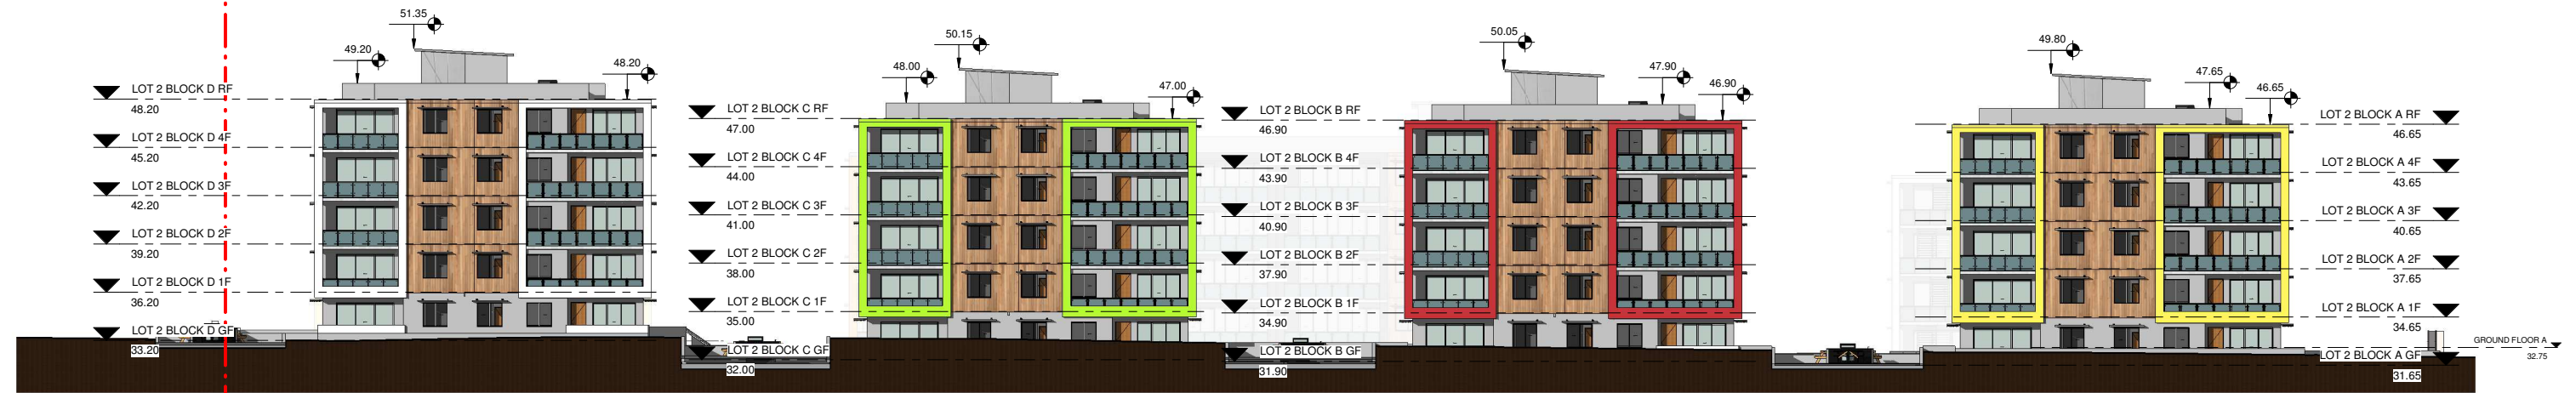 51.35
49.20
48.20
LOT 2 BLOCK D RF
48.20
LOT 2 BLOCK D 4F
45.20
LOT 2 BLOCK D 3F
42.20
LOT 2 BLOCK D 2F
39.20
LOT 2 BLOCK D 1F
36.20
LOT 2 BLOCK D GF
33.20
50.15
48.00
47.00
LOT 2 BLOCK C RF
47.00
LOT 2 BLOCK C 4F
44.00
LOT 2 BLOCK C 3F
41.00
LOT 2 BLOCK C 2F
38.00
LOT 2 BLOCK C 1F
35.00
LOT 2 BLOCK C GF
32.00
50.05
47.90
46.90
LOT 2 BLOCK B RF
46.90
LOT 2 BLOCK B 4F
43.90
LOT 2 BLOCK B 3F
40.90
LOT 2 BLOCK B 2F
37.90
LOT 2 BLOCK B 1F
34.90
LOT 2 BLOCK B GF
31.90
49.80
47.65
46.65
LOT 2 BLOCK A RF
46.65
LOT 2 BLOCK A 4F
43.65
LOT 2 BLOCK A 3F
40.65
LOT 2 BLOCK A 2F
37.65
LOT 2 BLOCK A 1F
34.65
LOT 2 BLOCK A GF
31.65
GROUND FLOOR A
32.75